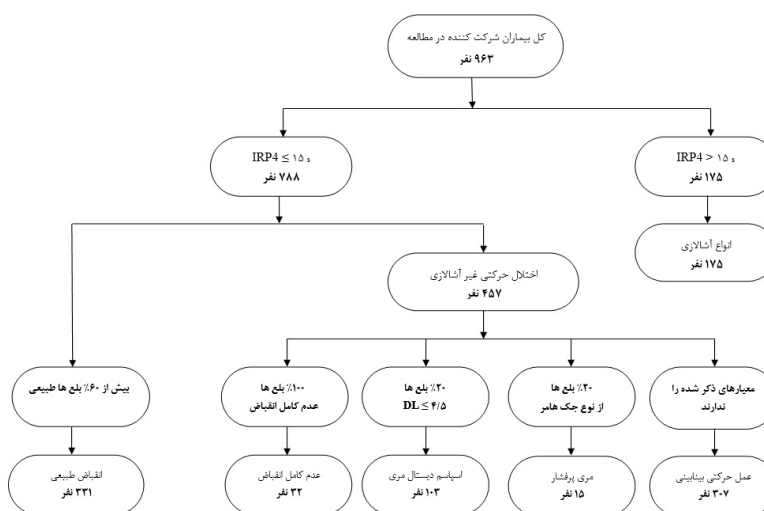 کل بیماران شرکت کننده در مطالعه
۹۶۳ نفر
IRP4 ≤ ۱۵ و
۷۸۸ نفر
IRP4 > ۱۵ و
۱۷۵ نفر
انواع آشالازی
۱۷۵ نفر
اختلال حرکتی غیر آشالازی
۴۵۷ نفر
بیش از ۶۰٪ بلع ها طبیعی
۱۰۰٪ بلع ها
عدم کامل انقباض
۲۰٪ بلع ها
DL ≤ ۴/۵
۲۰٪ بلع ها
از نوع جک هامر
معیارهای ذکر شده را
ندارند
انقباض طبیعی
۳۳۱ نفر
عدم کامل انقباض
۳۲ نفر
اسپاسم دیستال مری
۱۰۳ نفر
مری پرفشار
۱۵ نفر
عمل حرکتی بینابینی
۳۰۷ نفر